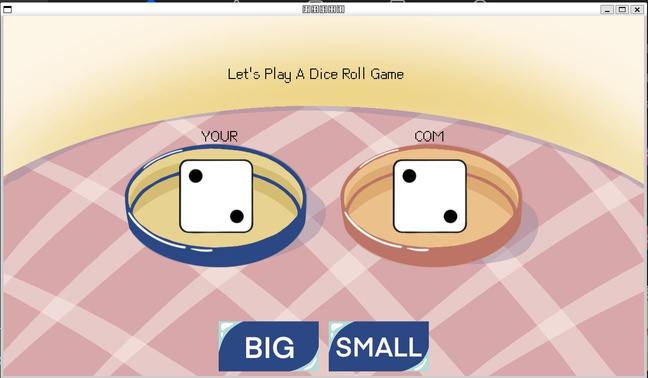 Let's Play A Dice Roll Game
YOUR
COM
BIG
SMALL